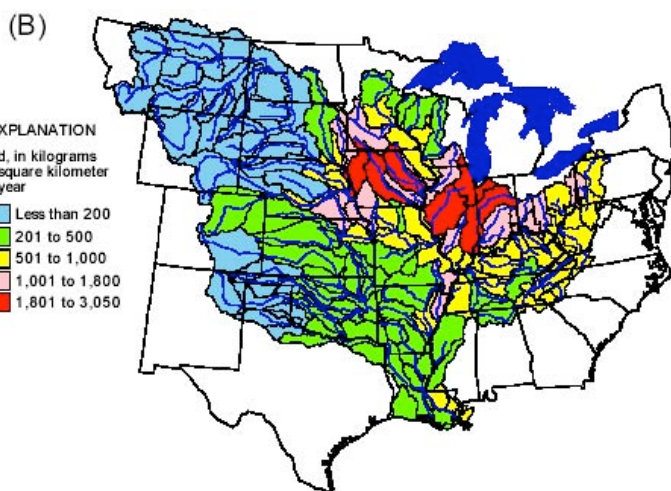 (B)
XPLANATION
d, in kilograms
square kilometer
year
Less than 200
201 to 500
501 to 1,000
1,001 to 1,800
1,801 to 3,050